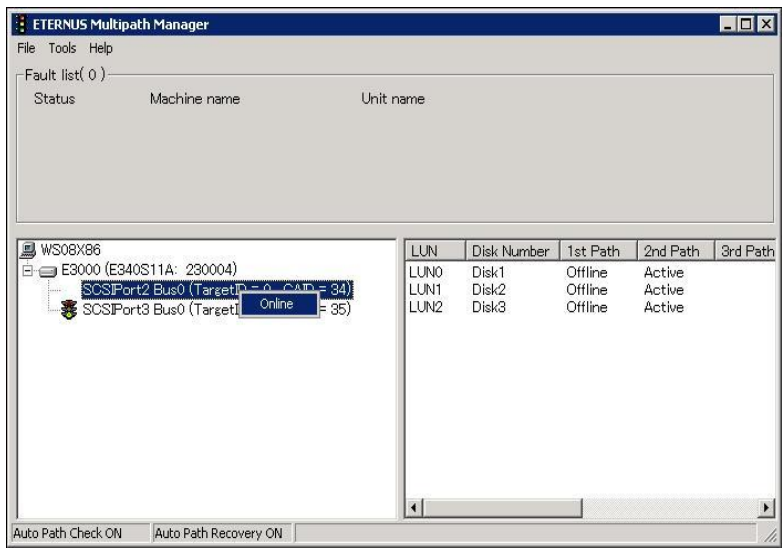 ETERNUS Multipath Manager
File Tools Help
Fault list( 0 )
Status Machine name Unit name
WS08X86
E3000 (E340S11A: 230004)
SCSIPort2 Bus0 (TargetID = 0, CAID = 34)
Online
SCSIPort3 Bus0 (TargetI = 35)
LUN Disk Number 1st Path 2nd Path 3rd Path
LUN0 Disk1 Offline Active
LUN1 Disk2 Offline Active
LUN2 Disk3 Offline Active
Auto Path Check ON Auto Path Recovery ON